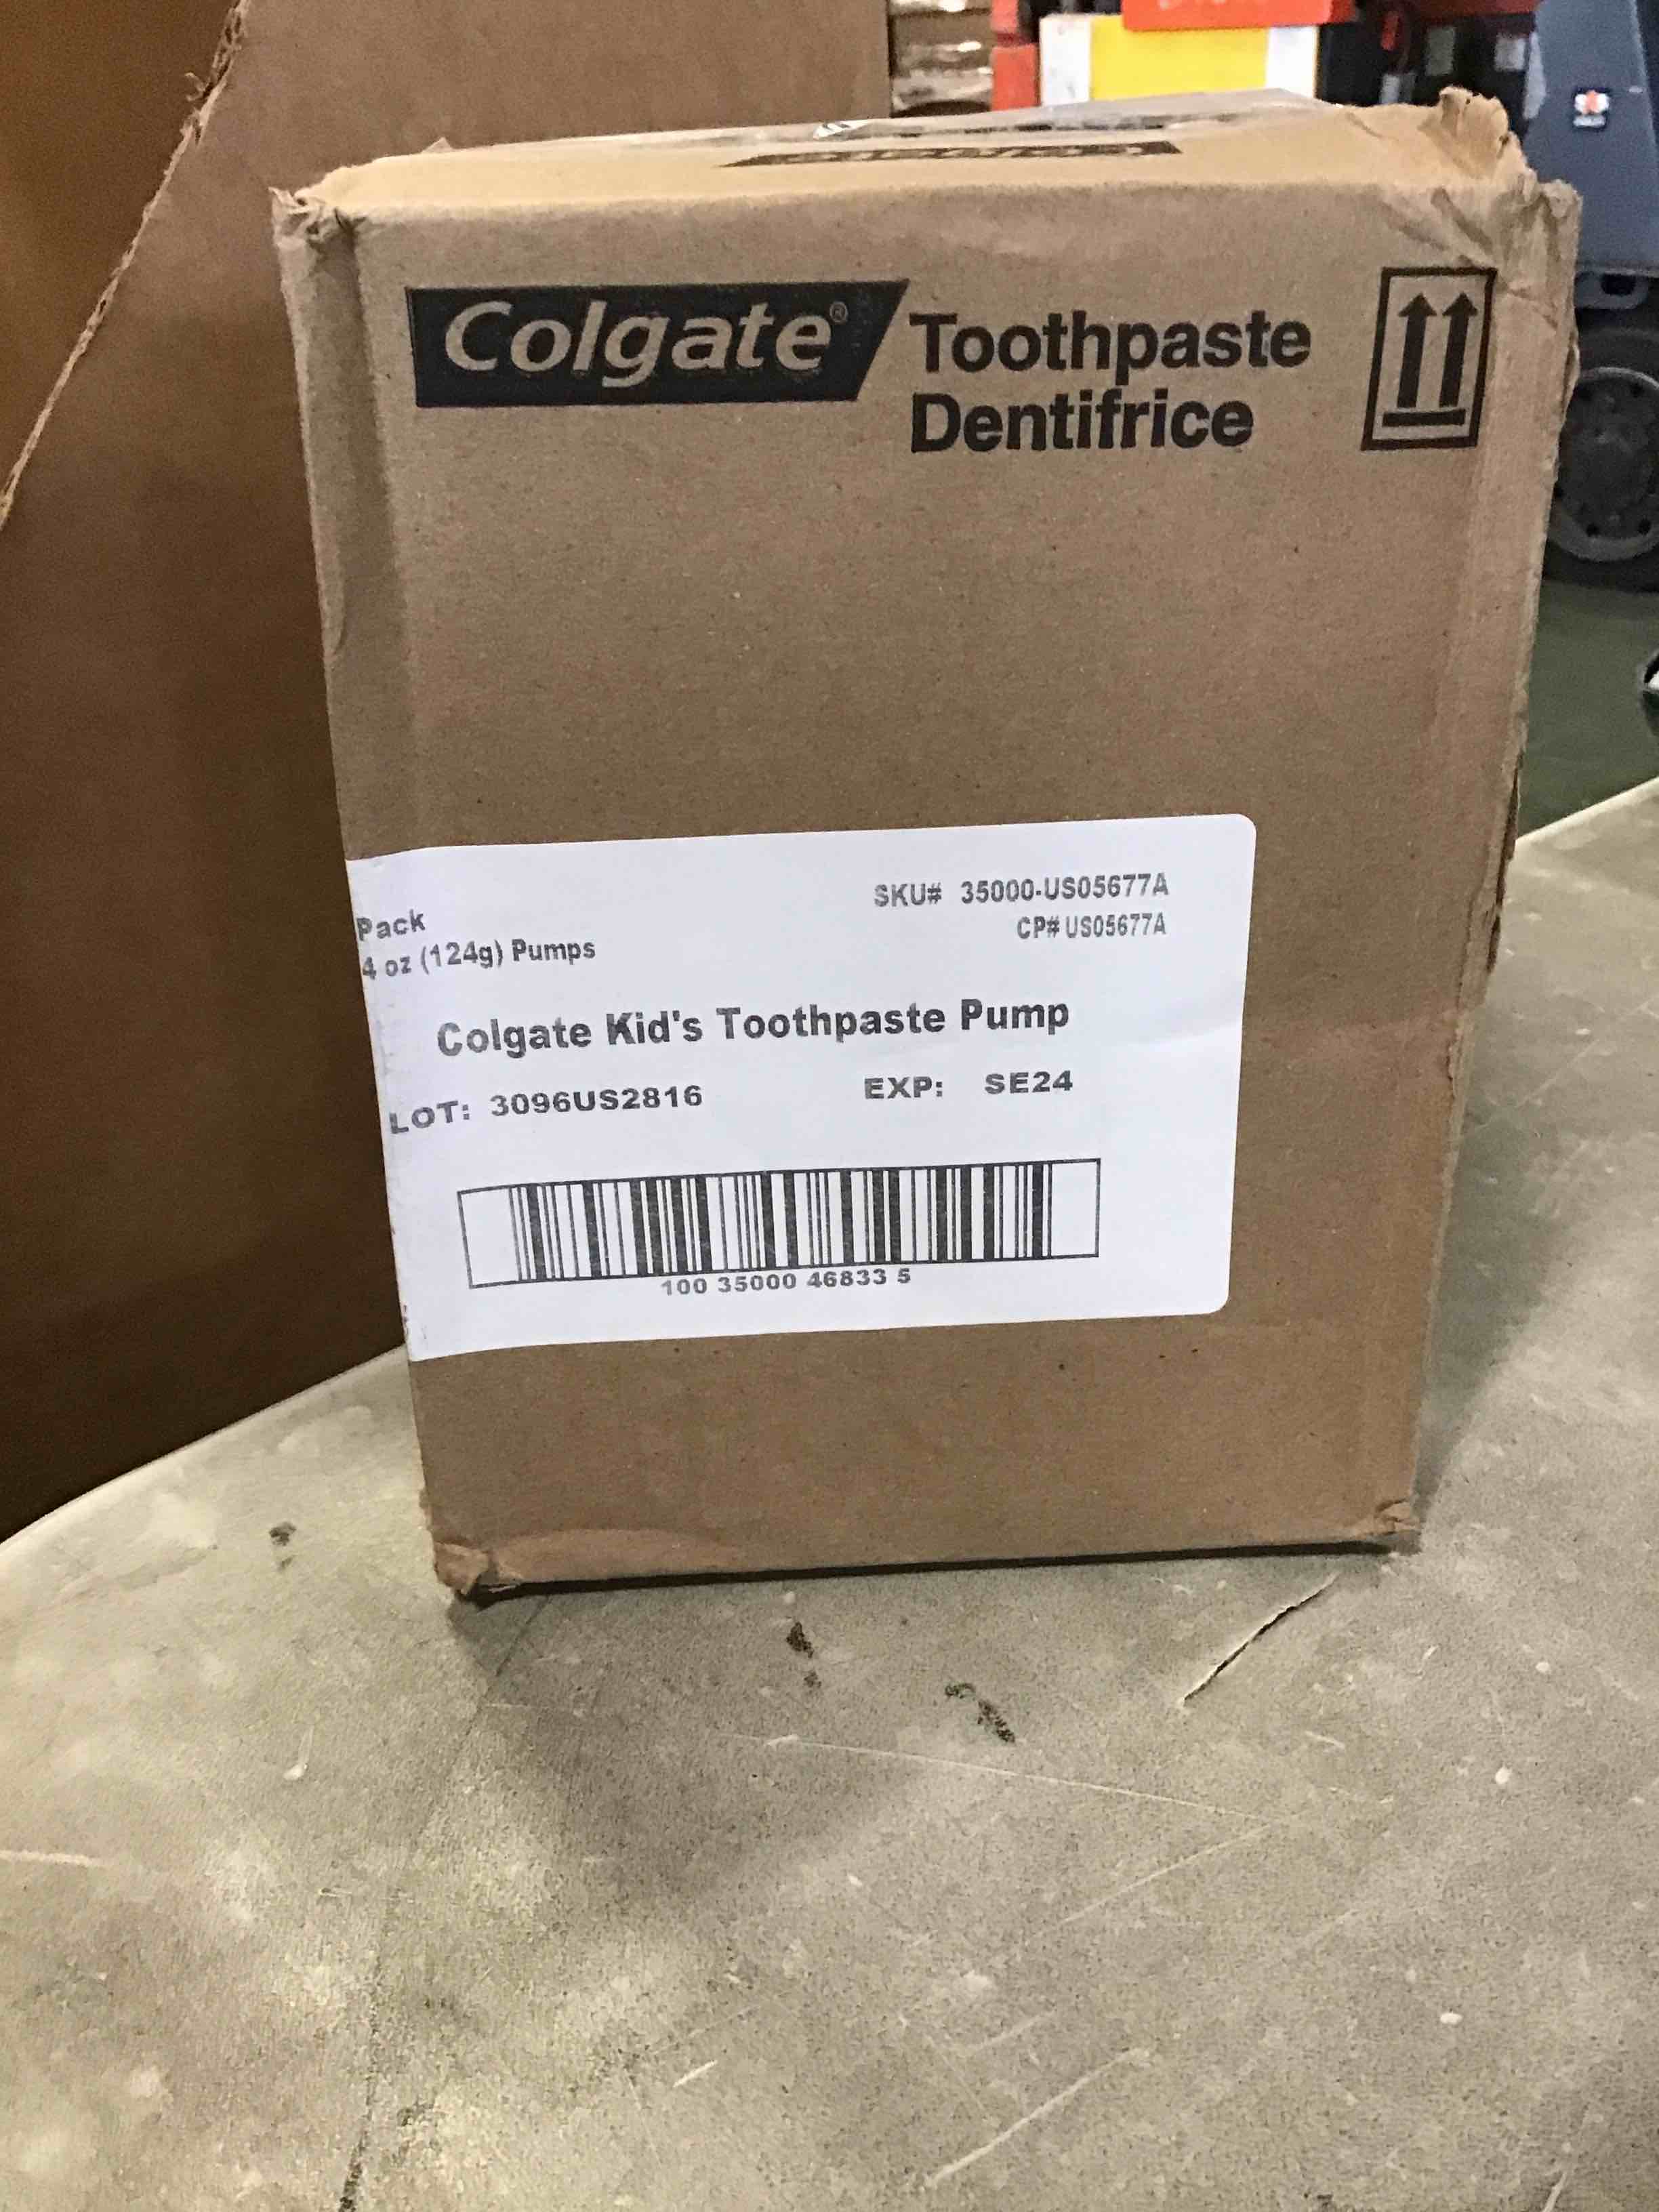 Colgate
Colgate® Toothpaste
Dentifrice
SKU# 35000-US05677A
CP# US05677A
Pack
4 oz (124g) Pumps
Colgate Kid's Toothpaste Pump
LOT: 3096US2816 EXP: SE24
100 35000 46833 5